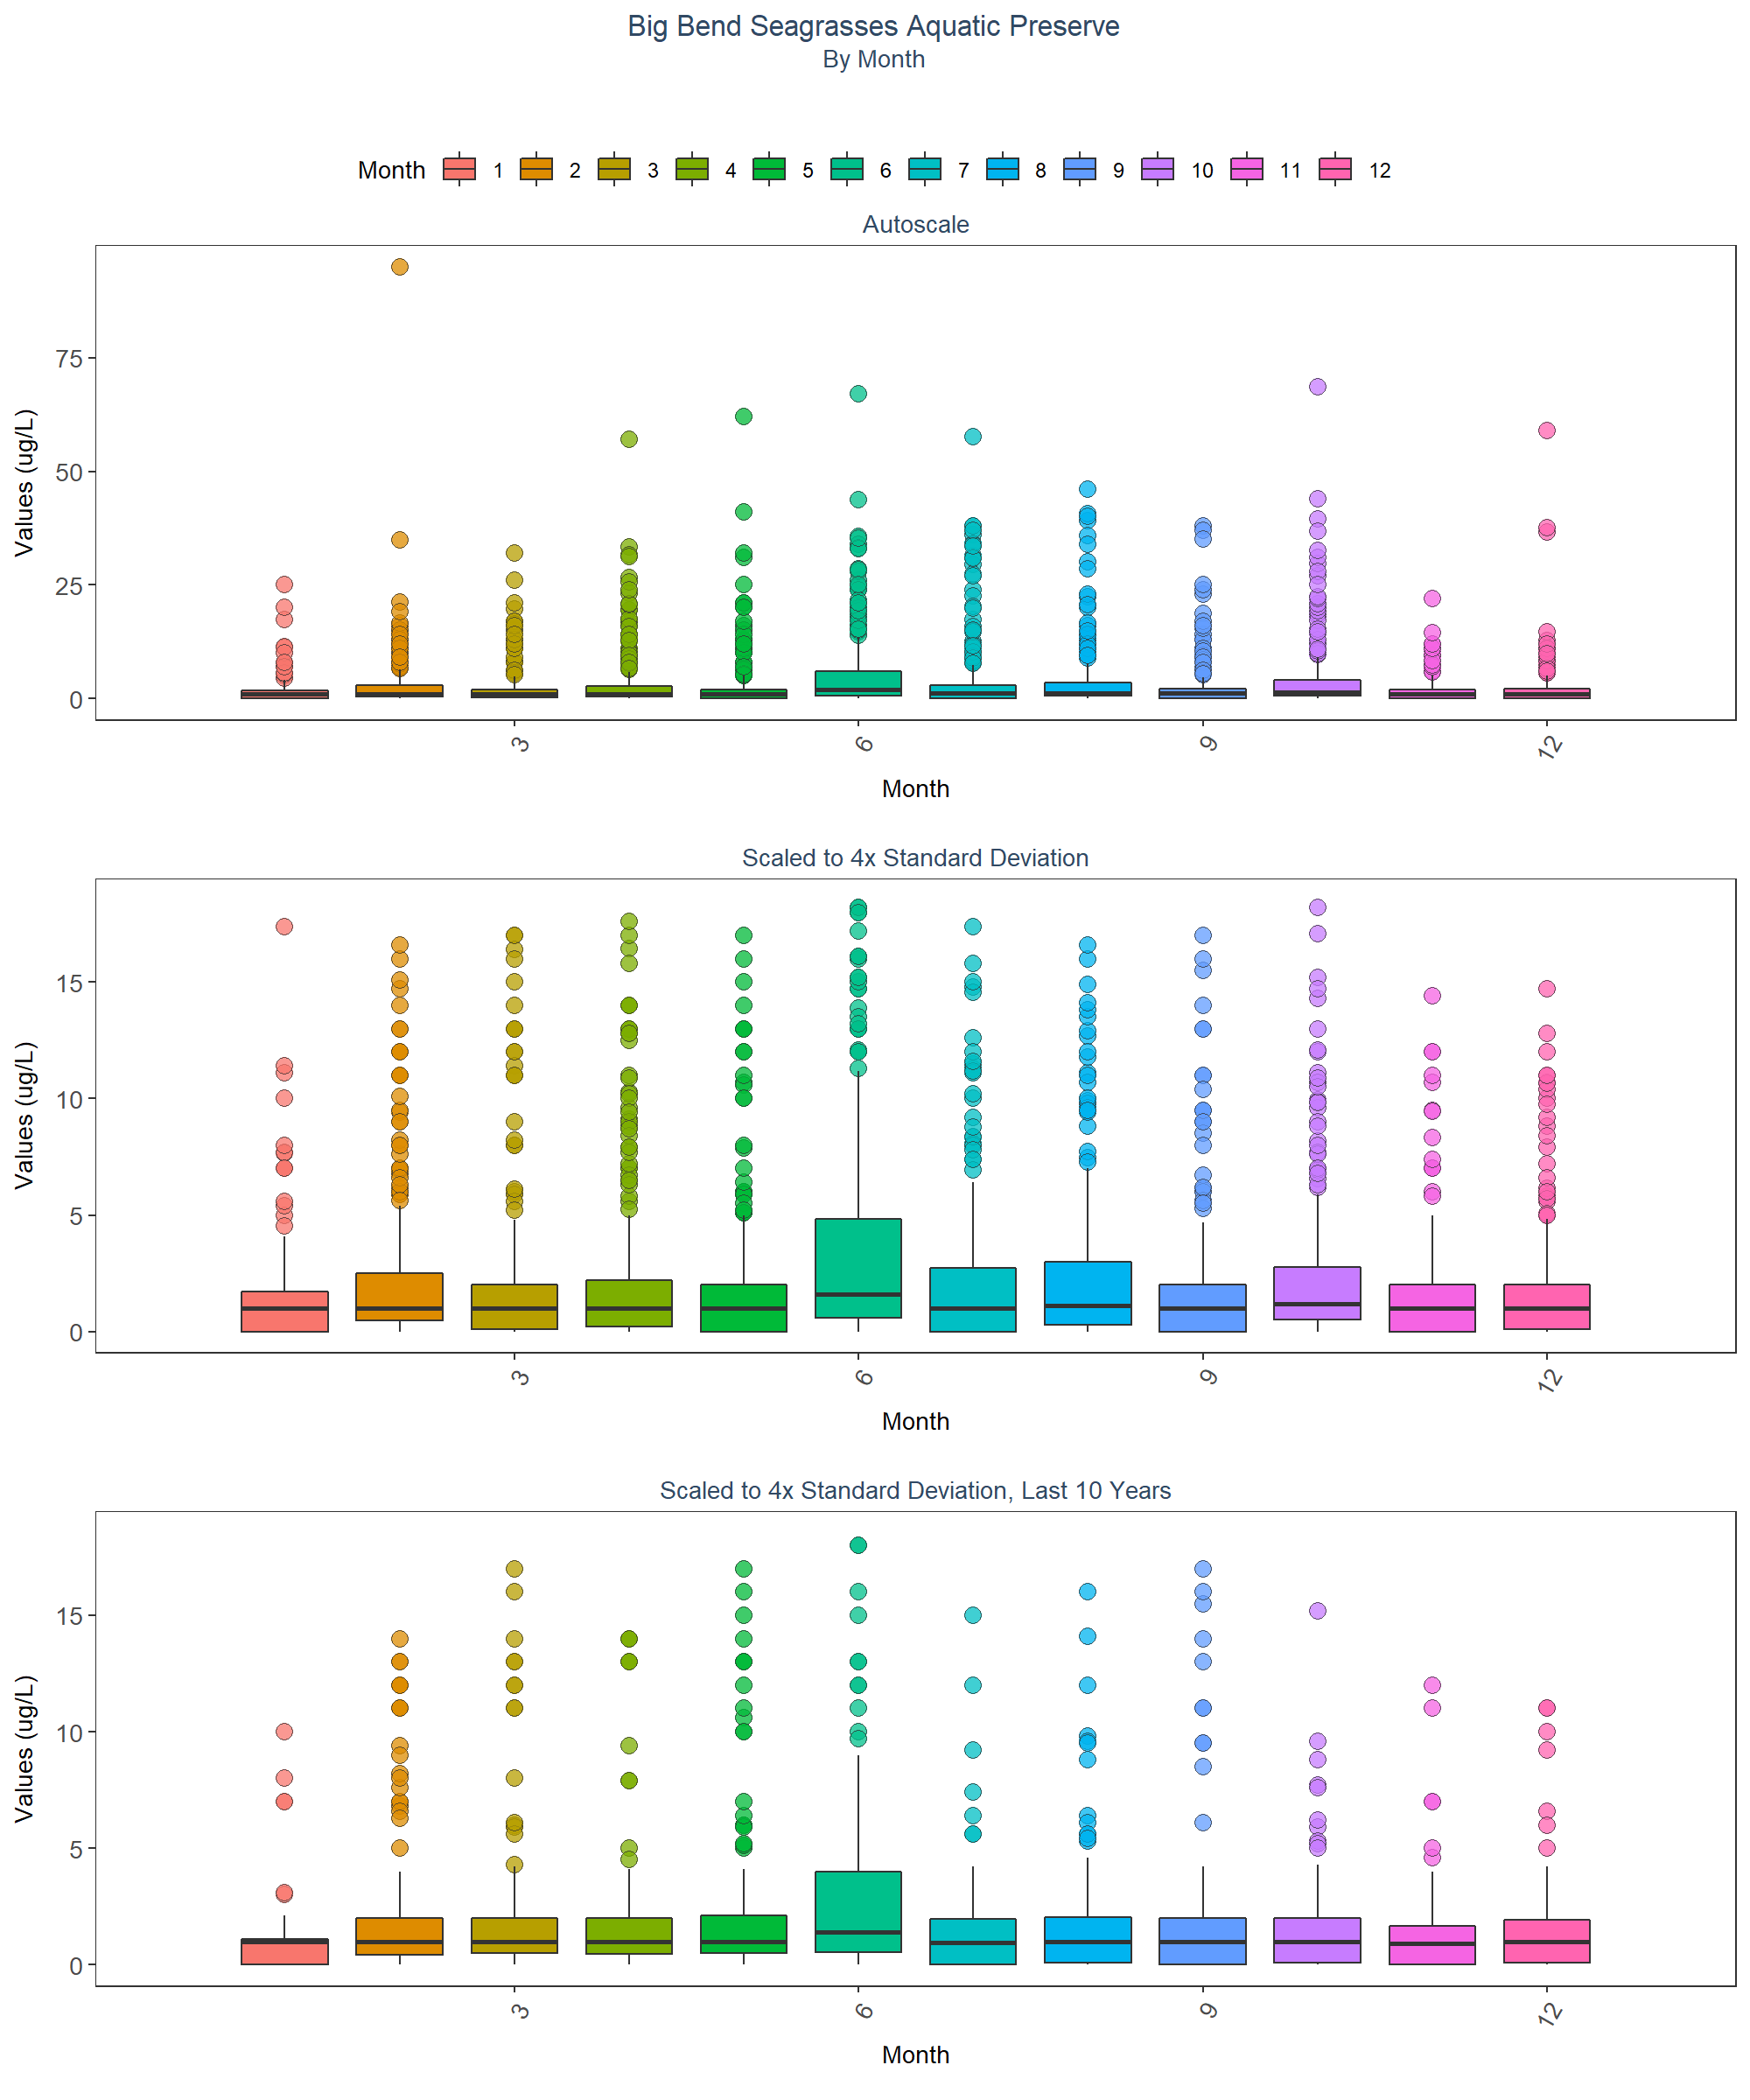 Big Bend Seagrasses Aquatic Preserve
By Month
Month 1 2 3 4 5 6 7 8 9 10 11 12
Autoscale
Values (ug/L)
75
50
25
0
3 6 9 12
Month
Scaled to 4x Standard Deviation
Values (ug/L)
15
10
5
0
3 6 9 12
Month
Scaled to 4x Standard Deviation, Last 10 Years
Values (ug/L)
15
10
5
0
3 6 9 12
Month